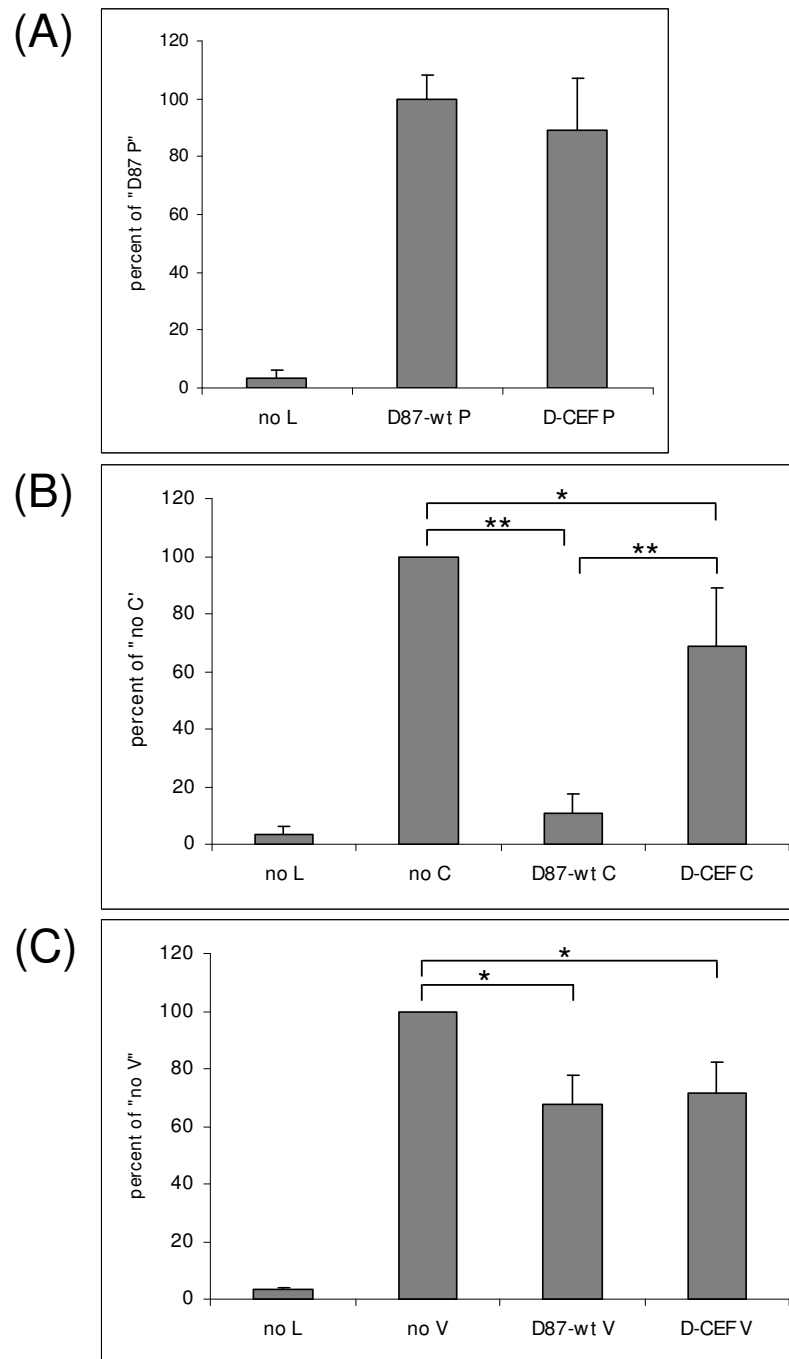 (A)
percent of "D87 P"
120
100
80
60
40
20
0
no L D87-wt P D-CEF P
(B)
percent of "no C'
120
100
80
60
40
20
0
*
**
**
no L no C D87-wt C D-CEF C
(C)
percent of "no V"
120
100
80
60
40
20
0
*
*
no L no V D87-wt V D-CEF V